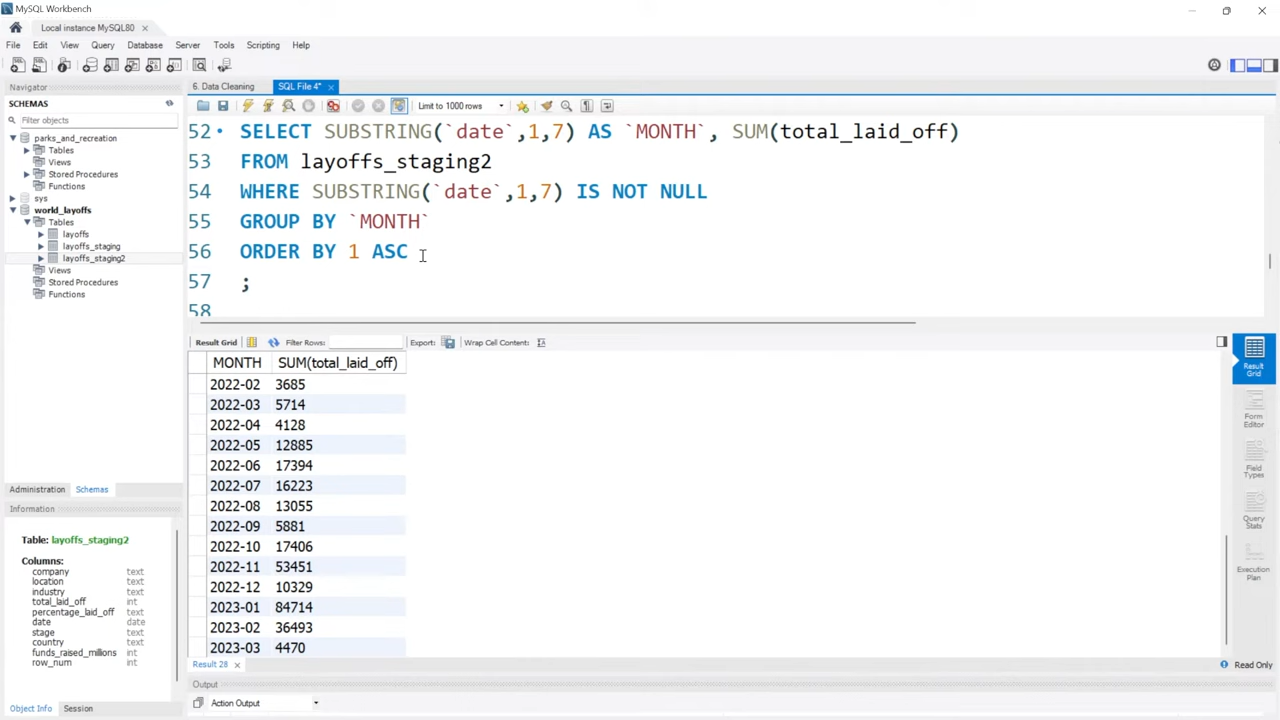 MySQL Workbench
Local instance MySQL80
File Edit View Query Database Server Tools Scripting Help
Navigator
SCHEMAS
Filter objects
parks_and_recreation
Tables
Views
Stored Procedures
Functions
sys
world_layoffs
Tables
layoffs
layoffs_staging
layoffs_staging2
Views
Stored Procedures
Functions
Administration Schemas
Information
Table: layoffs_staging2
Columns:
company text
location text
industry text
total_laid_off int
percentage_laid_off text
date date
stage text
country text
funds_raised_millions int
row_num int
Object Info Session
6. Data Cleaning SQL File 4*
Limit to 1000 rows
52 SELECT SUBSTRING(`date`,1,7) AS `MONTH`, SUM(total_laid_off)
53 FROM layoffs_staging2
54 WHERE SUBSTRING(`date`,1,7) IS NOT NULL
55 GROUP BY `MONTH`
56 ORDER BY 1 ASC
57 ;
58
Result Grid Filter Rows: Export: Wrap Cell Content:
MONTH SUM(total_laid_off)
2022-02 3685
2022-03 5714
2022-04 4128
2022-05 12885
2022-06 17394
2022-07 16223
2022-08 13055
2022-09 5881
2022-10 17406
2022-11 53451
2022-12 10329
2023-01 84714
2023-02 36493
2023-03 4470
Result Grid
Form Editor
Field Types
Query Stats
Execution Plan
Result 28
Read Only
Output
Action Output